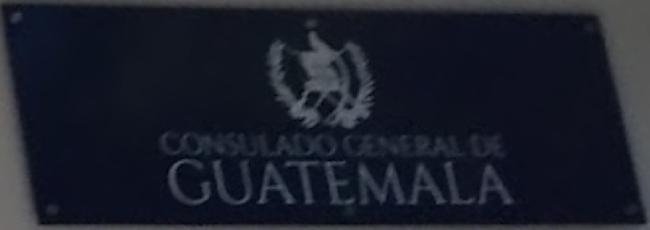 CONSULADO GENERAL DE
GUATEMALA